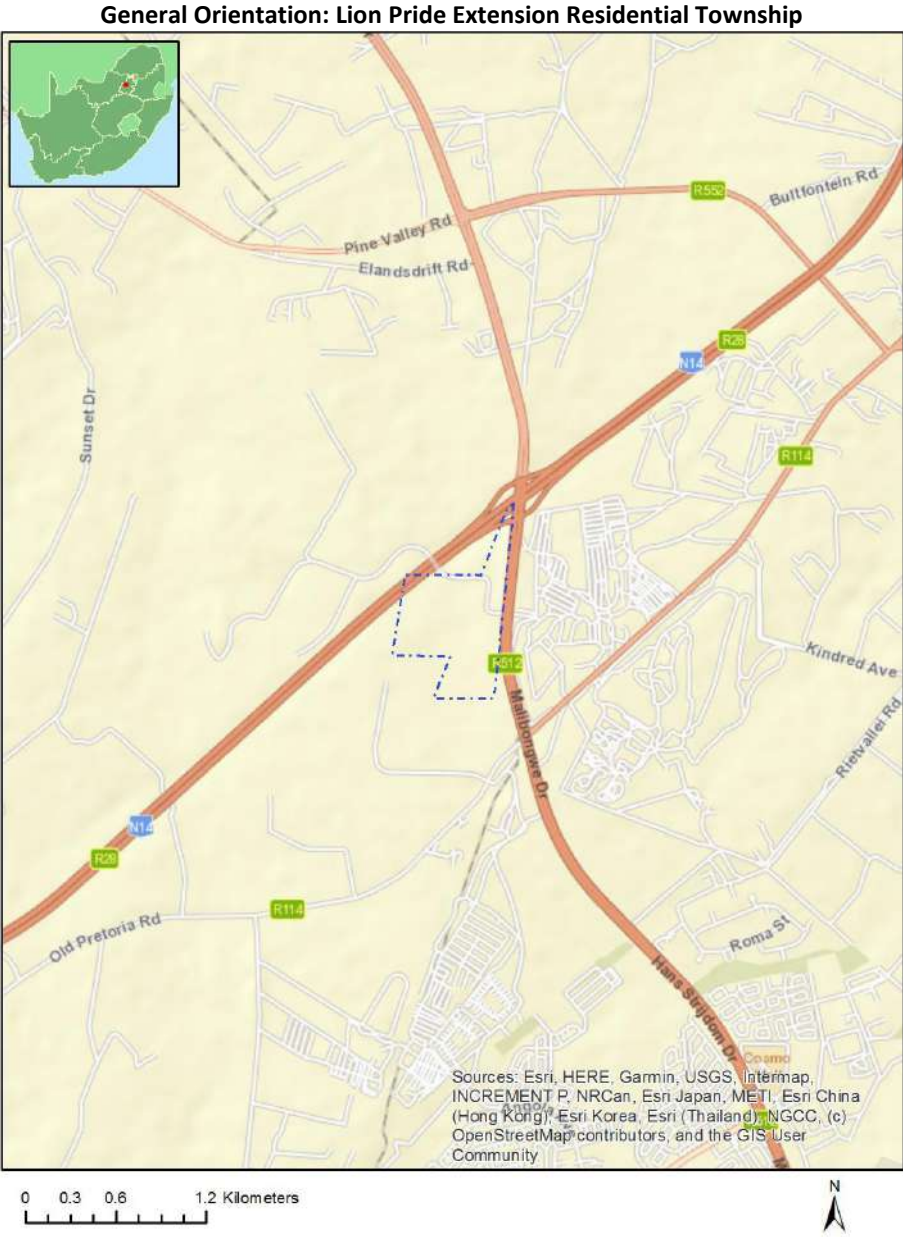 General Orientation: Lion Pride Extension Residential Township
R552
Bultfontein Rd
Pine Valley Rd
Elandsdrift Rd
R28
N14
Sunset Dr
R114
Kindred Ave
R512
Malibongwe Dr
Rietvallei Rd
N14
R28
R114
Old Pretoria Rd
Roma St
Hans Strijdom Dr
Cosmo
Sources: Esri, HERE, Garmin, USGS, Intermap,
INCREMENT P, NRCan, Esri Japan, METI, Esri China
(Hong Kong), Esri Korea, Esri (Thailand), NGCC, (c)
OpenStreetMap contributors, and the GIS User
Community
0 0.3 0.6 1.2 Kilometers
N